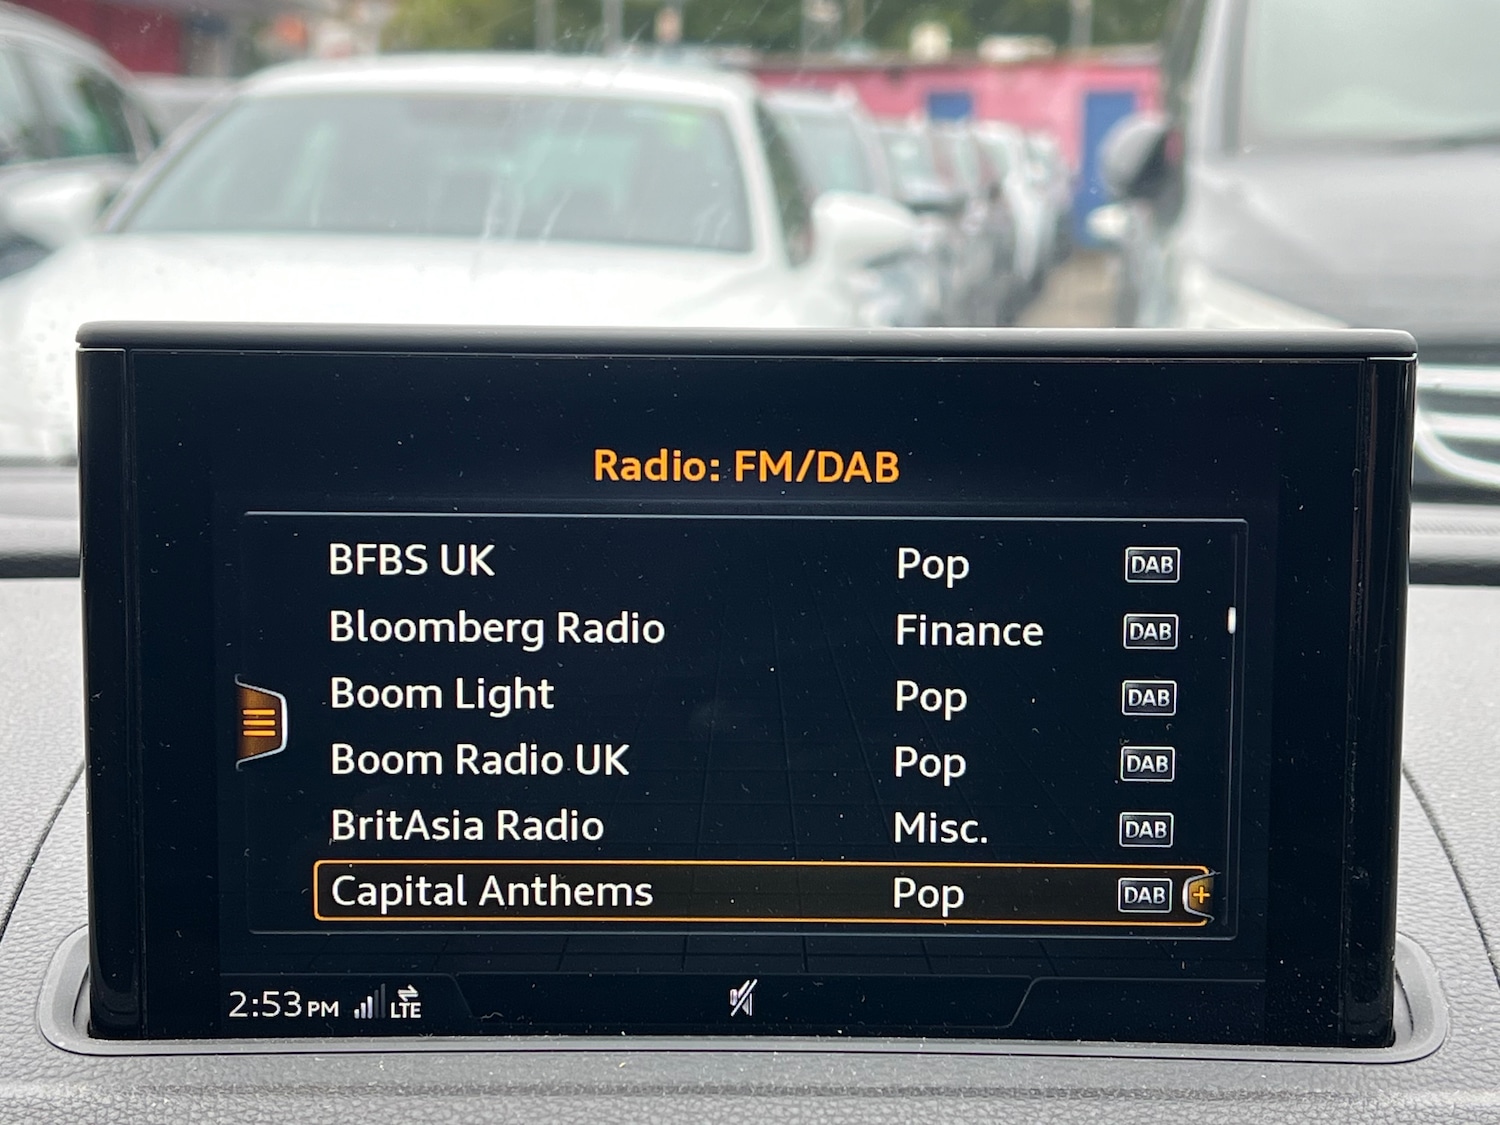 Radio: FM/DAB
BFBS UK Pop DAB
Bloomberg Radio Finance DAB
Boom Light Pop DAB
Boom Radio UK Pop DAB
BritAsia Radio Misc. DAB
Capital Anthems Pop DAB +
2:53 PM LTE